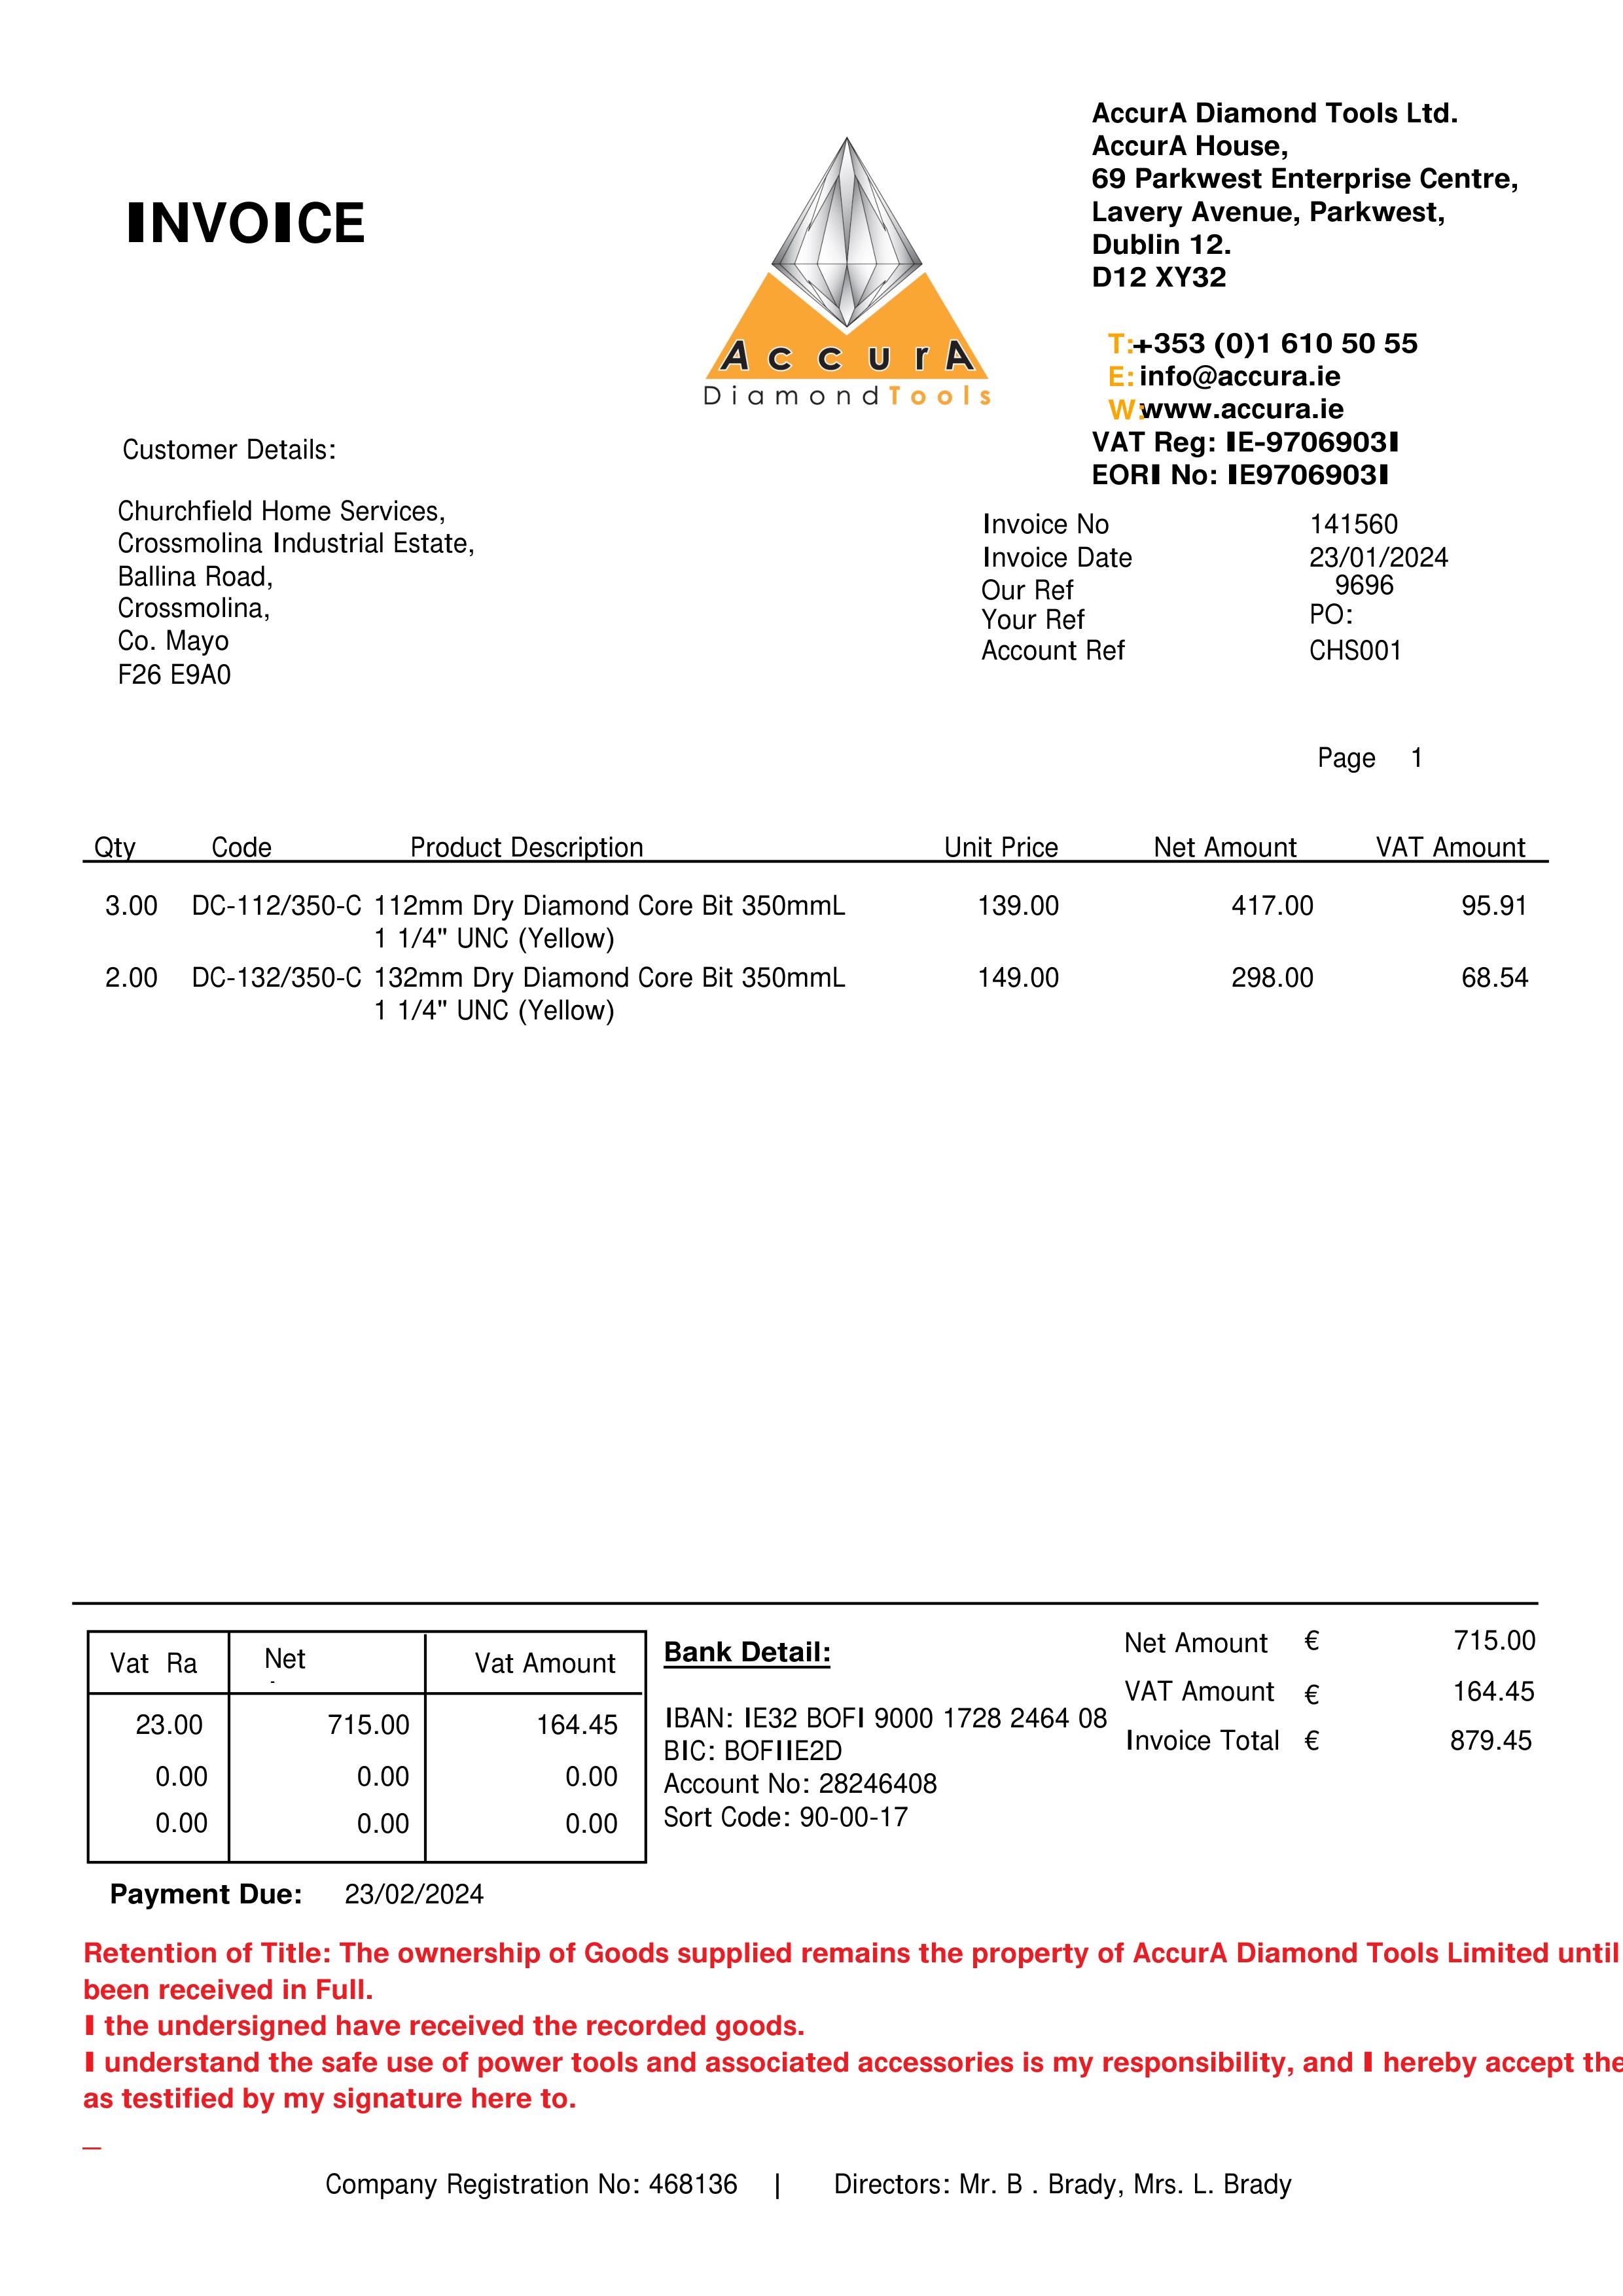 INVOICE
AccurA
DiamondTools
AccurA Diamond Tools Ltd.
AccurA House,
69 Parkwest Enterprise Centre,
Lavery Avenue, Parkwest,
Dublin 12.
D12 XY32
T:+353 (0)1 610 50 55
E: info@accura.ie
W:www.accura.ie
VAT Reg: IE-9706903I
EORI No: IE9706903I
Customer Details:
Churchfield Home Services,
Crossmolina Industrial Estate,
Ballina Road,
Crossmolina,
Co. Mayo
F26 E9A0
Invoice No 141560
Invoice Date 23/01/2024
Our Ref 9696
Your Ref PO:
Account Ref CHS001
Page 1
Qty Code Product Description Unit Price Net Amount VAT Amount
3.00 DC-112/350-C 112mm Dry Diamond Core Bit 350mmL 139.00 417.00 95.91
1 1/4" UNC (Yellow)
2.00 DC-132/350-C 132mm Dry Diamond Core Bit 350mmL 149.00 298.00 68.54
1 1/4" UNC (Yellow)
Vat Ra Net Vat Amount
23.00 715.00 164.45
0.00 0.00 0.00
0.00 0.00 0.00
Bank Detail:
IBAN: IE32 BOFI 9000 1728 2464 08
BIC: BOFIIE2D
Account No: 28246408
Sort Code: 90-00-17
Net Amount € 715.00
VAT Amount € 164.45
Invoice Total € 879.45
Payment Due: 23/02/2024
Retention of Title: The ownership of Goods supplied remains the property of AccurA Diamond Tools Limited until
been received in Full.
I the undersigned have received the recorded goods.
I understand the safe use of power tools and associated accessories is my responsibility, and I hereby accept the
as testified by my signature here to.
_
Company Registration No: 468136 | Directors: Mr. B . Brady, Mrs. L. Brady